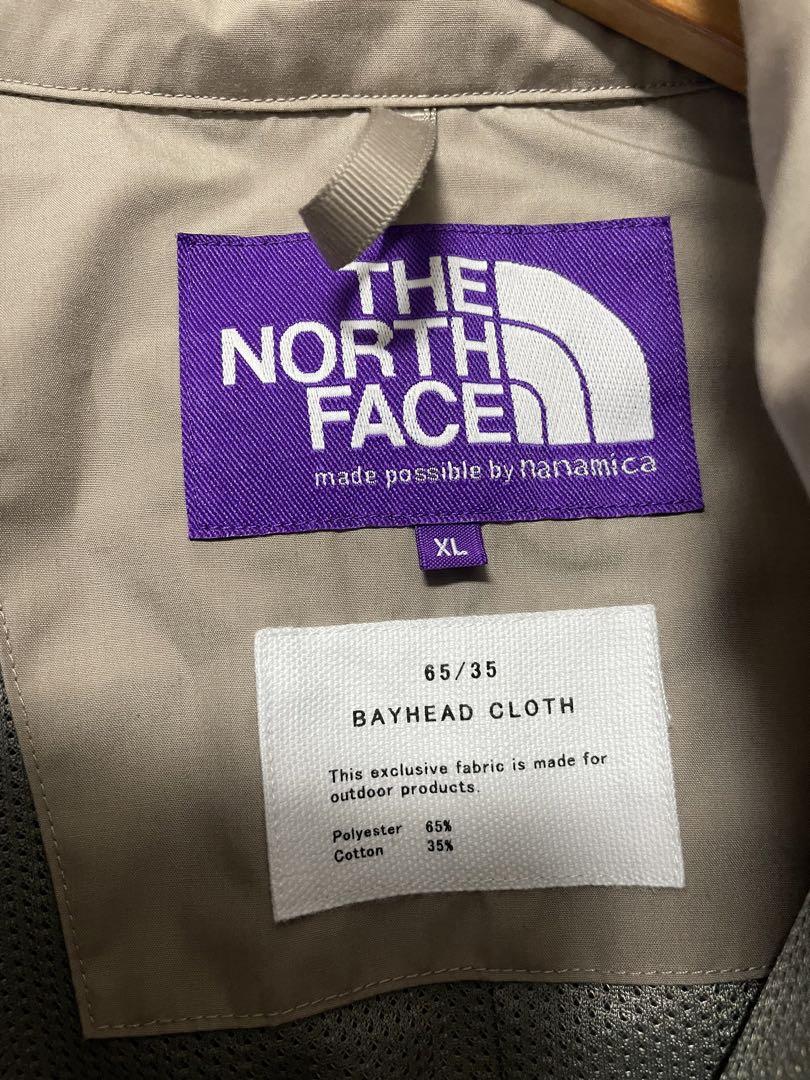 THE
NORTH
FACE
made possible by nanamica
XL
65/35
BAYHEAD CLOTH
This exclusive fabric is made for
outdoor products.
Polyester 65%
Cotton 35%